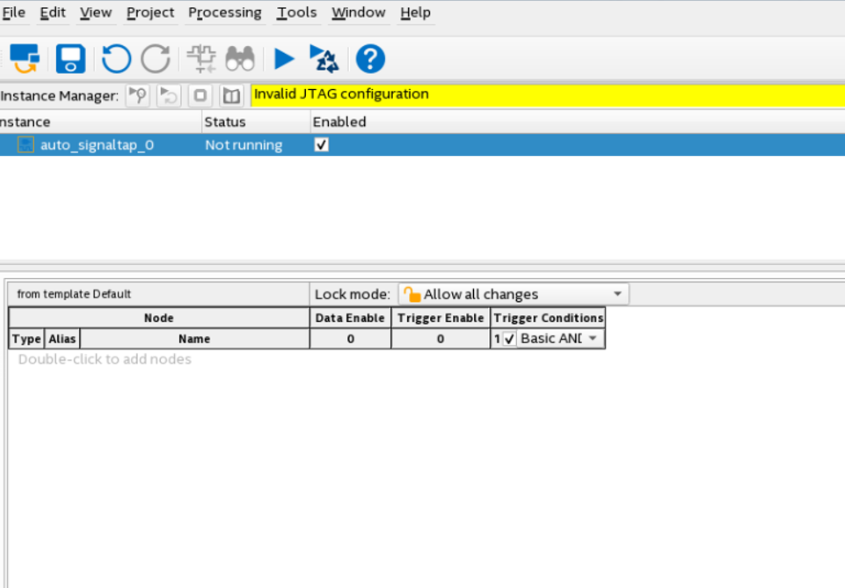 File Edit View Project Processing Tools Window Help
Instance Manager: Invalid JTAG configuration
nstance Status Enabled
auto_signaltap_0 Not running
from template Default Lock mode: Allow all changes
Node Data Enable Trigger Enable Trigger Conditions
Type Alias Name 0 0 1 Basic AND
Double-click to add nodes